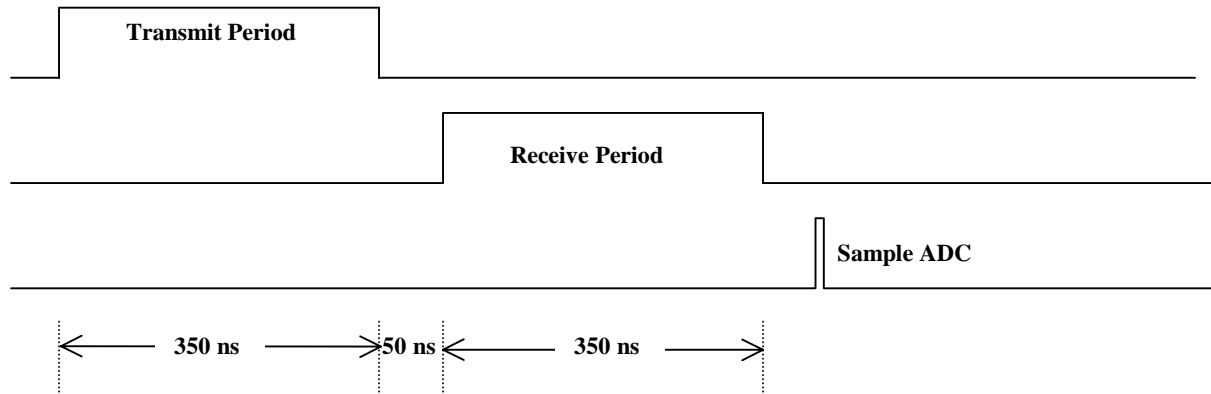 Transmit Period
Receive Period
Sample ADC
350 ns
50 ns
350 ns